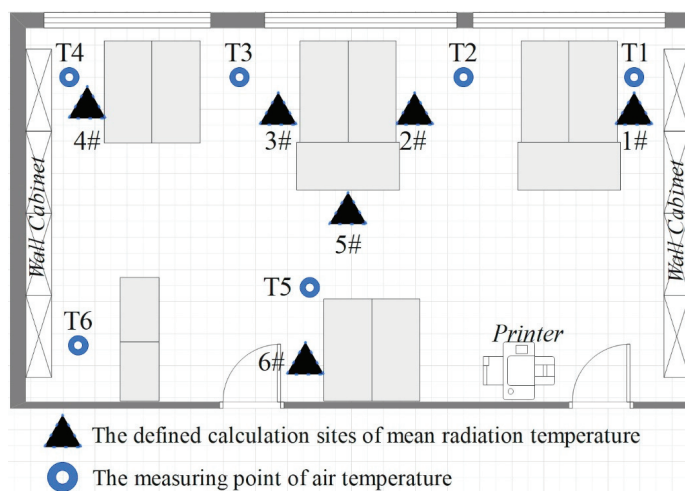 T4 T3 T2 T1
4# 3# 2# 1#
Wall Cabinet
Wall Cabinet
5#
T5
T6
Printer
6#
The defined calculation sites of mean radiation temperature
The measuring point of air temperature